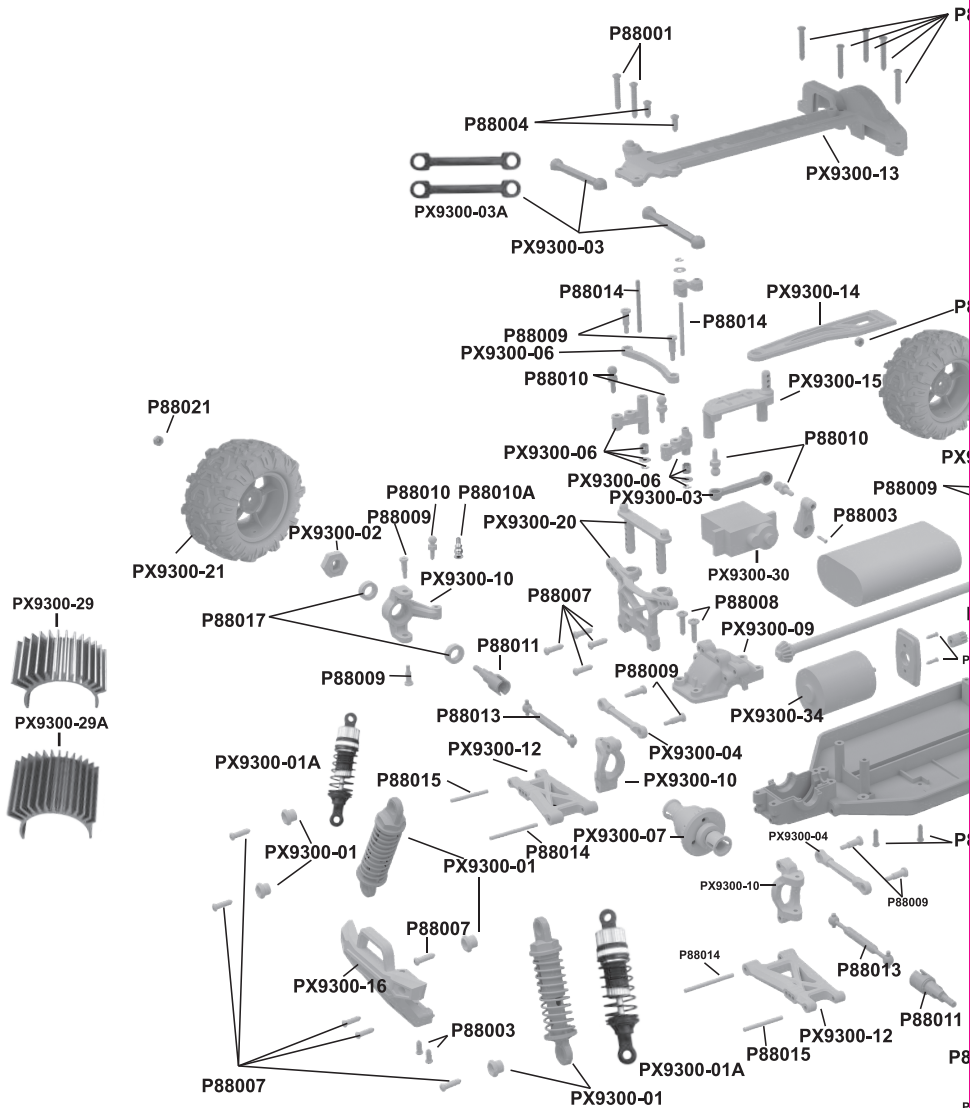 P88001
P88004
PX9300-13
PX9300-03A
PX9300-03
P88014
PX9300-14
P88014
P88009
PX9300-06
P88010
PX9300-15
P88021
P88010
PX9300-06
PX9300-06
P88010
P88010A
PX9300-03
P88009
P88009
PX9300-02
PX9300-20
P88003
PX9300-21
PX9300-10
PX9300-30
PX9300-29
P88007
P88008
P88017
P88011
PX9300-09
P88009
P88009
PX9300-29A
P88013
PX9300-34
PX9300-12
PX9300-04
PX9300-01A
P88015
PX9300-10
PX9300-07
PX9300-04
PX9300-01
P88014
PX9300-01
PX9300-10
P88009
P88007
P88014
PX9300-16
P88013
P88011
P88003
PX9300-12
P88015
PX9300-01A
P88007
PX9300-01